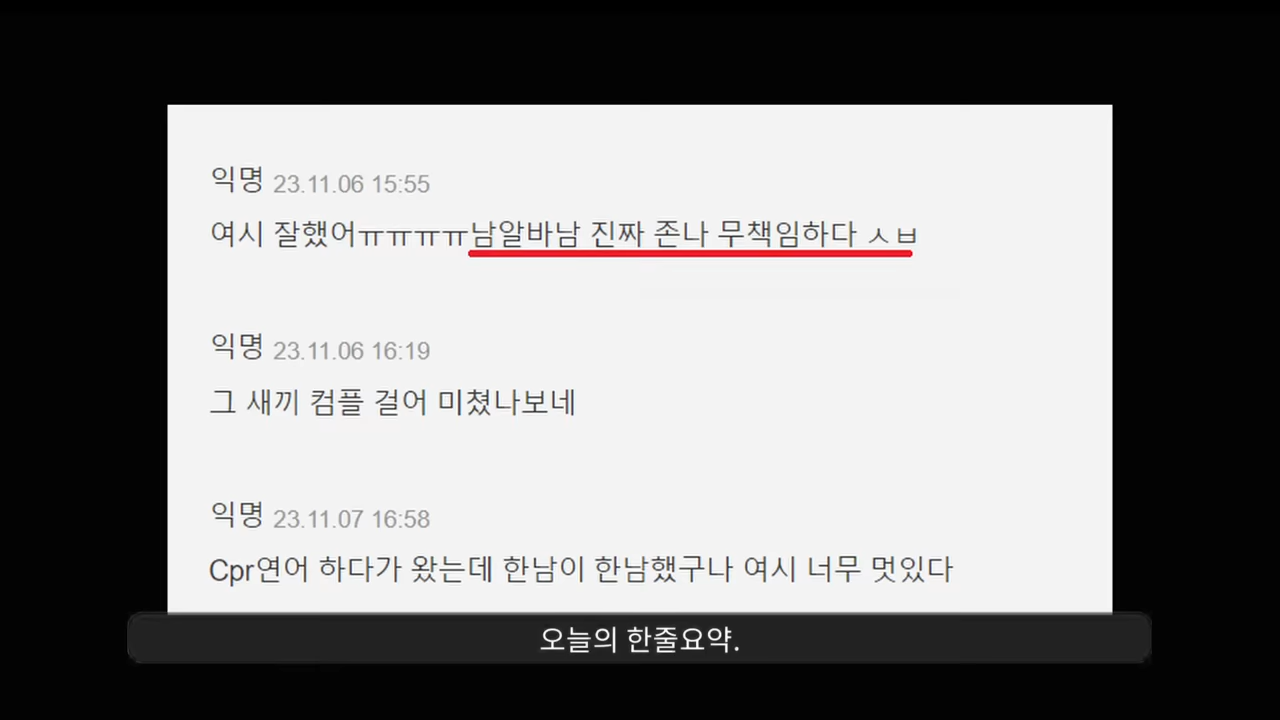 익명 23.11.06 15:55
여시 잘했어ㅠㅠㅠㅠ남알바남 진짜 존나 무책임하다 ㅅㅂ
익명 23.11.06 16:19
그 새끼 컴플 걸어 미쳤나보네
익명 23.11.07 16:58
Cpr연어 하다가 왔는데 한남이 한남했구나 여시 너무 멋있다
오늘의 한줄요약.